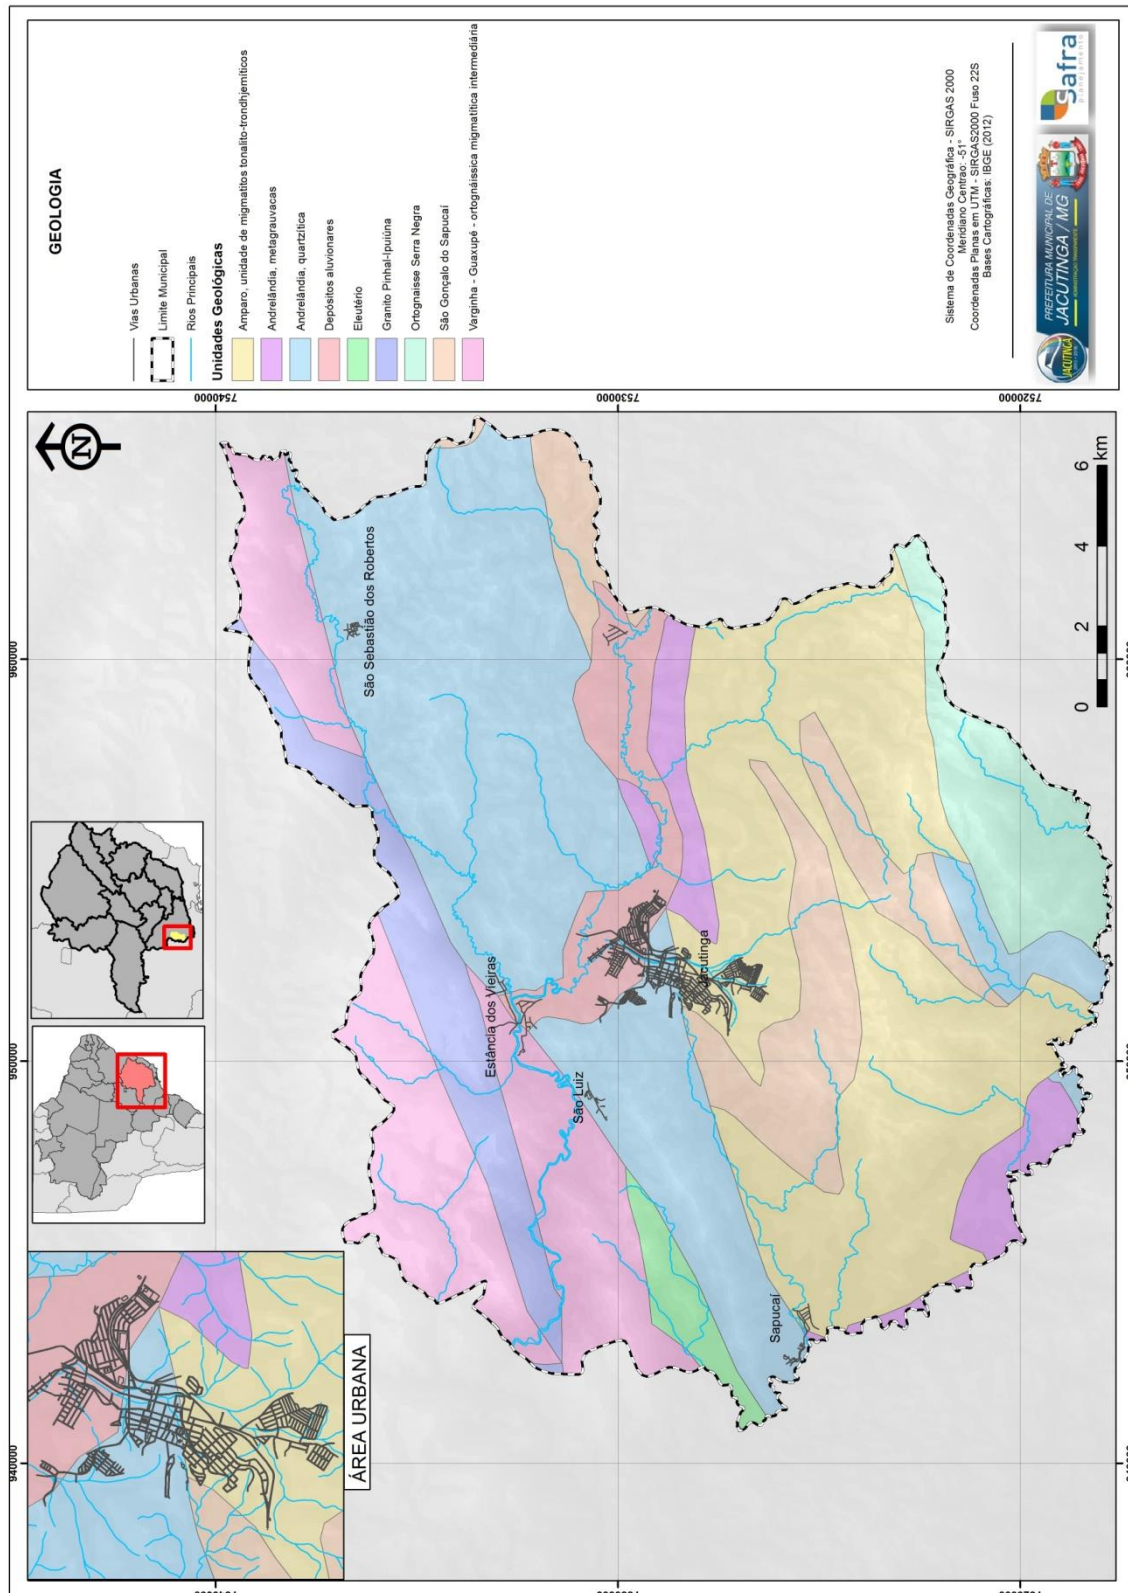 GEOLOGIA
Vias Urbanas
Limite Municipal
Rios Principais
Unidades Geológicas
Amparo, unidade de migmatitos tonalito-trondhjemíticos
Andrelândia, metagrauvacas
Andrelândia, quartzítica
Depósitos aluvionares
Eleutério
Granito Pinhal-Ipuiúna
Ortognaisse Serra Negra
São Gonçalo do Sapucaí
Varginha - Guaxupé - ortognáissica migmatítica intermediária
Sistema de Coordenadas Geográfica - SIRGAS 2000
Meridiano Centrao: -51°
Coordenadas Planas em UTM - SIRGAS2000 Fuso 22S
Bases Cartográficas: IBGE (2012)
JACUTINGA
PREFEITURA MUNICIPAL DE
JACUTINGA / MG
Safra
planejamento
ÁREA URBANA
N
940000
950000
960000
7540000
7530000
7520000
São Sebastião dos Robertos
Estância dos Vieiras
São Luiz
Jacutinga
Sapucaí
0 2 4 6
km